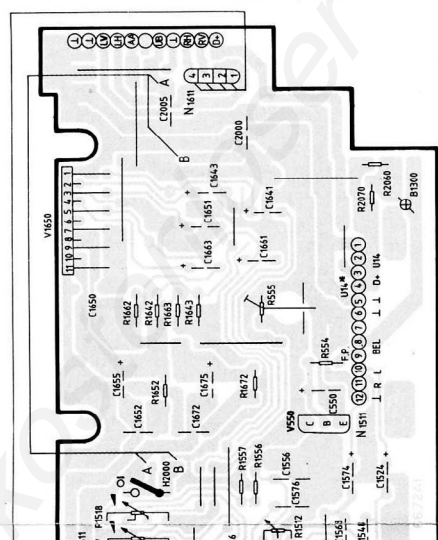 ⊥ ⊥ LV LH AA UB ⊥ RH RV D+
A
4 3 2 1
C2005
N1611
C2000
B
V1650
1 2 3 4 5 6 7 8 9 10 11
C1643
C1651
C1641
C1663
C1661
R2060
R2070
B1300
C1650
R1662
R1642
R1663
R1643
R555
U14*
D+ U14
1 2 3 4 5 6 7 8 9 10 11 12
⊥ ⊥
R554
F.P.
BEL
R L
⊥
C1655
R1652
C1675
R1672
C550
C1652
C1672
V550
C B E
N1511
A
B
H2000
R1557
R1556
C1556
C1576
C1574
C1524
R1512